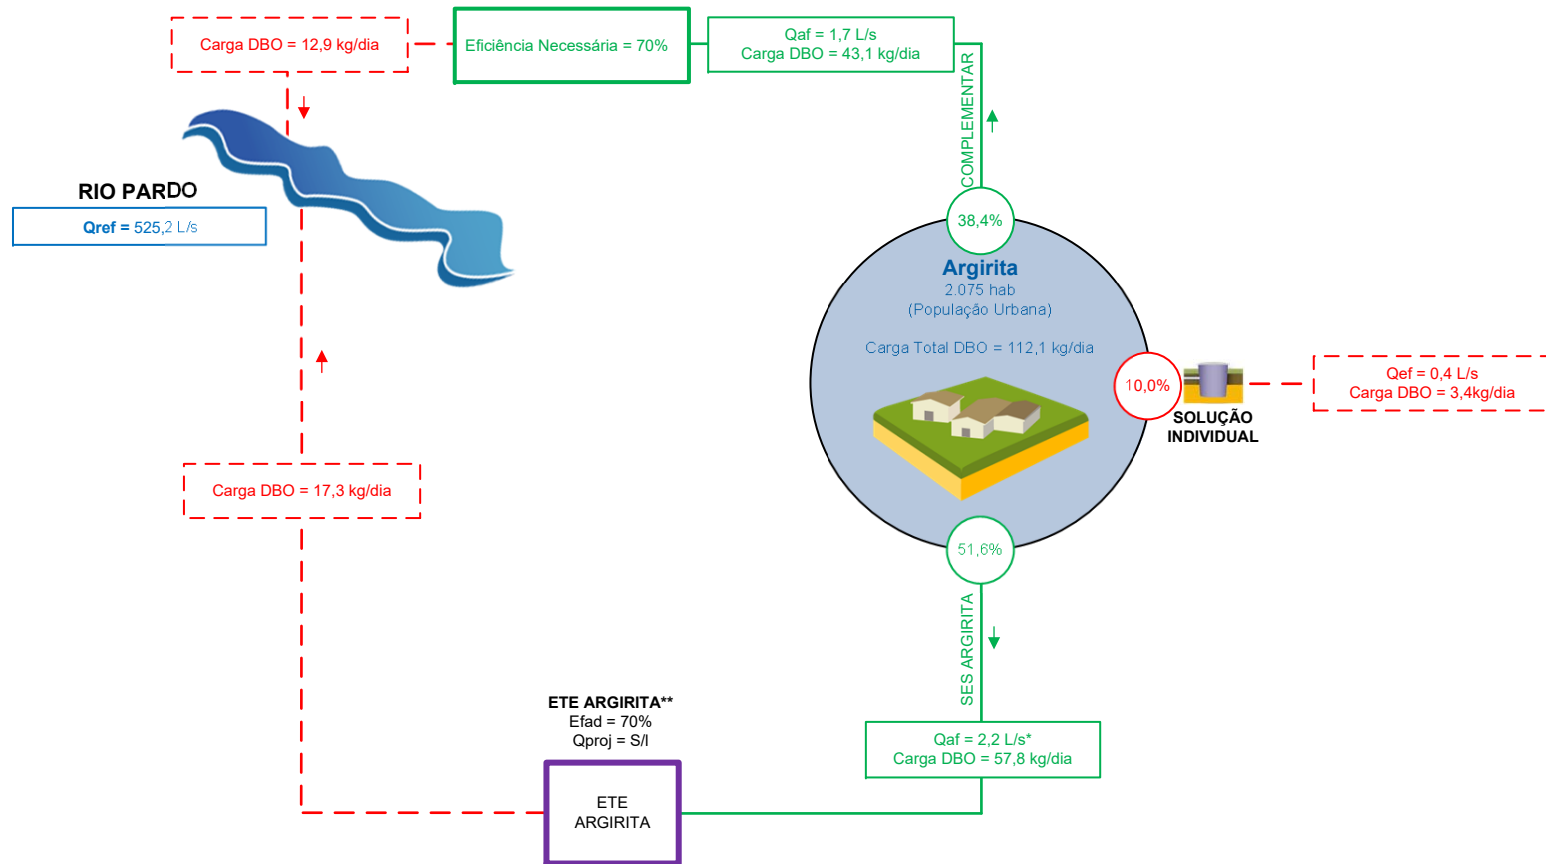 Carga DBO = 12,9 kg/dia
Eficiência Necessária = 70%
Qaf = 1,7 L/s
Carga DBO = 43,1 kg/dia
COMPLEMENTAR
RIO PARDO
Qref = 525,2 L/s
38,4%
Argirita
2.075 hab
(População Urbana)
Carga Total DBO = 112,1 kg/dia
10,0%
SOLUÇÃO
INDIVIDUAL
Qef = 0,4 L/s
Carga DBO = 3,4kg/dia
51,6%
SES ARGIRITA
Carga DBO = 17,3 kg/dia
Qaf = 2,2 L/s*
Carga DBO = 57,8 kg/dia
ETE ARGIRITA**
Efad = 70%
Qproj = S/I
ETE
ARGIRITA